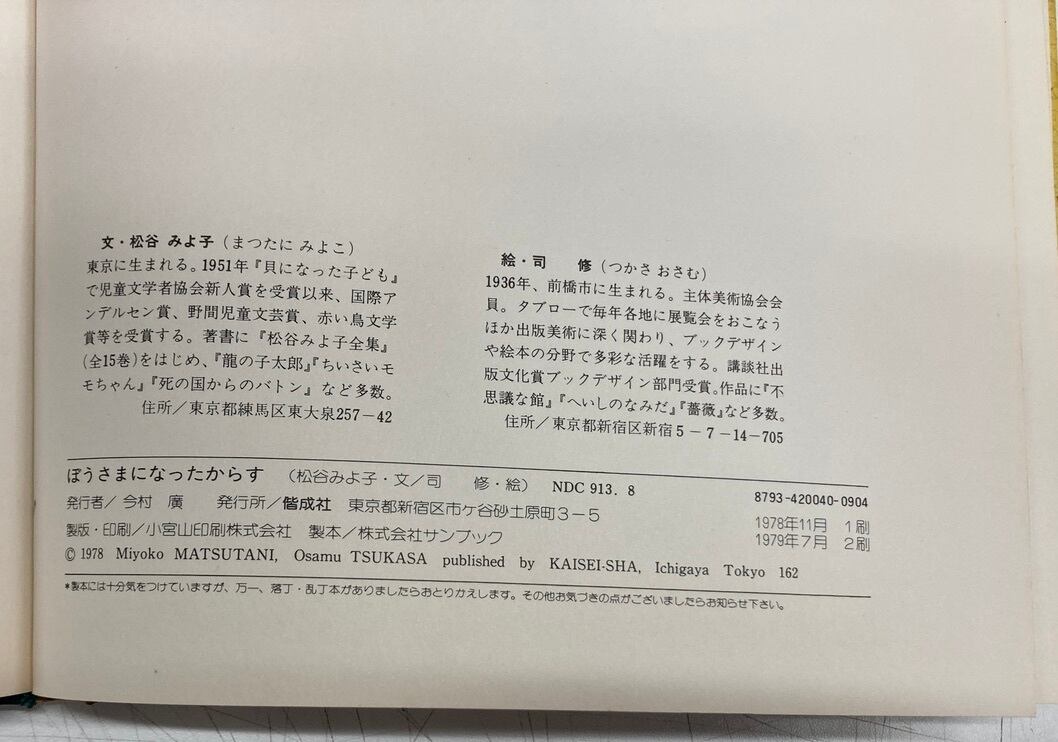 文・松谷 みよ子 (まつたに みよこ)
東京に生まれる。1951年『貝になった子ども』
で児童文学者協会新人賞を受賞以来、国際ア
ンデルセン賞、野間児童文芸賞、赤い鳥文学
賞等を受賞する。著書に『松谷みよ子全集』
(全15巻)をはじめ、『龍の子太郎』『ちいさいモ
モちゃん』『死の国からのバトン』など多数。
住所/東京都練馬区東大泉257-42
絵・司 修 (つかさ おさむ)
1936年、前橋市に生まれる。主体美術協会会
員。タブローで毎年各地に展覧会をおこなう
ほか出版美術に深く関わり、ブックデザイン
や絵本の分野で多彩な活躍をする。講談社出
版文化賞ブックデザイン部門受賞。作品に『不
思議な館』『へいしのなみだ』『薔薇』など多数。
住所/東京都新宿区新宿5-7-14-705
ぼうさまになったからす (松谷みよ子・文/司 修・絵) NDC 913.8 8793-420040-0904
発行者/今村 廣 発行所/偕成社 東京都新宿区市ヶ谷砂土原町3-5 1978年11月 1刷
製版・印刷/小宮山印刷株式会社 製本/株式会社サンブック 1979年7月 2刷
© 1978 Miyoko MATSUTANI, Osamu TSUKASA published by KAISEI-SHA, Ichigaya Tokyo 162
*製本には十分気をつけていますが、万一、落丁・乱丁本がありましたらおとりかえします。その他お気づきの点がございましたらお知らせ下さい。